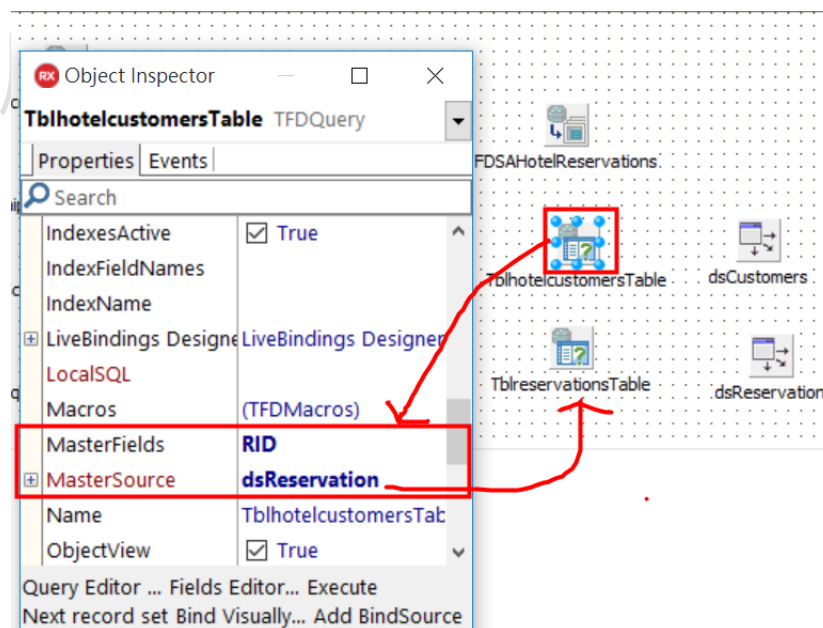 RX Object Inspector
TblhotelcustomersTable TFDQuery
Properties Events
Search
IndexesActive True
IndexFieldNames
IndexName
LiveBindings Designe LiveBindings Designer
LocalSQL
Macros (TFDMacros)
MasterFields RID
MasterSource dsReservation
Name TblhotelcustomersTab
ObjectView True
Query Editor ... Fields Editor... Execute
Next record set Bind Visually... Add BindSource
FDSAHotelReservations
TblhotelcustomersTable
dsCustomers
TblreservationsTable
dsReservation